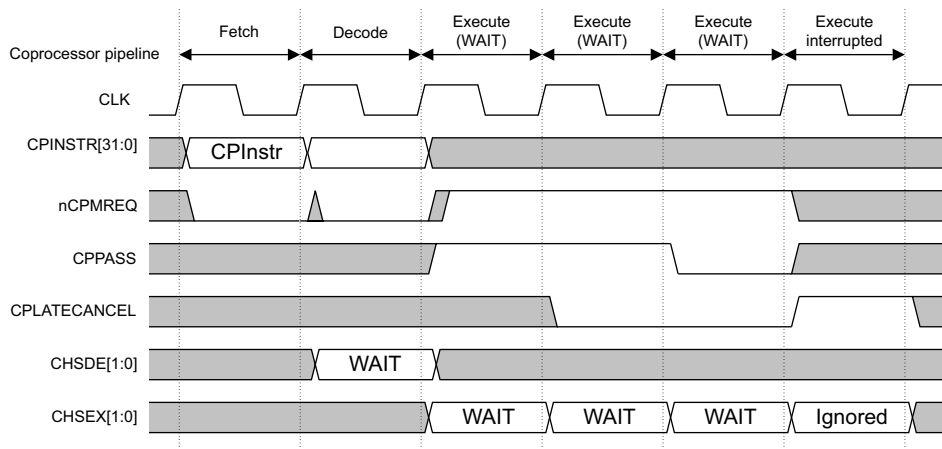 Fetch
Decode
Execute
(WAIT)
Execute
(WAIT)
Execute
(WAIT)
Execute
interrupted
Coprocessor pipeline
CLK
CPINSTR[31:0]
CPInstr
nCPMREQ
CPPASS
CPLATECANCEL
CHSDE[1:0]
WAIT
CHSEX[1:0]
WAIT
WAIT
WAIT
Ignored